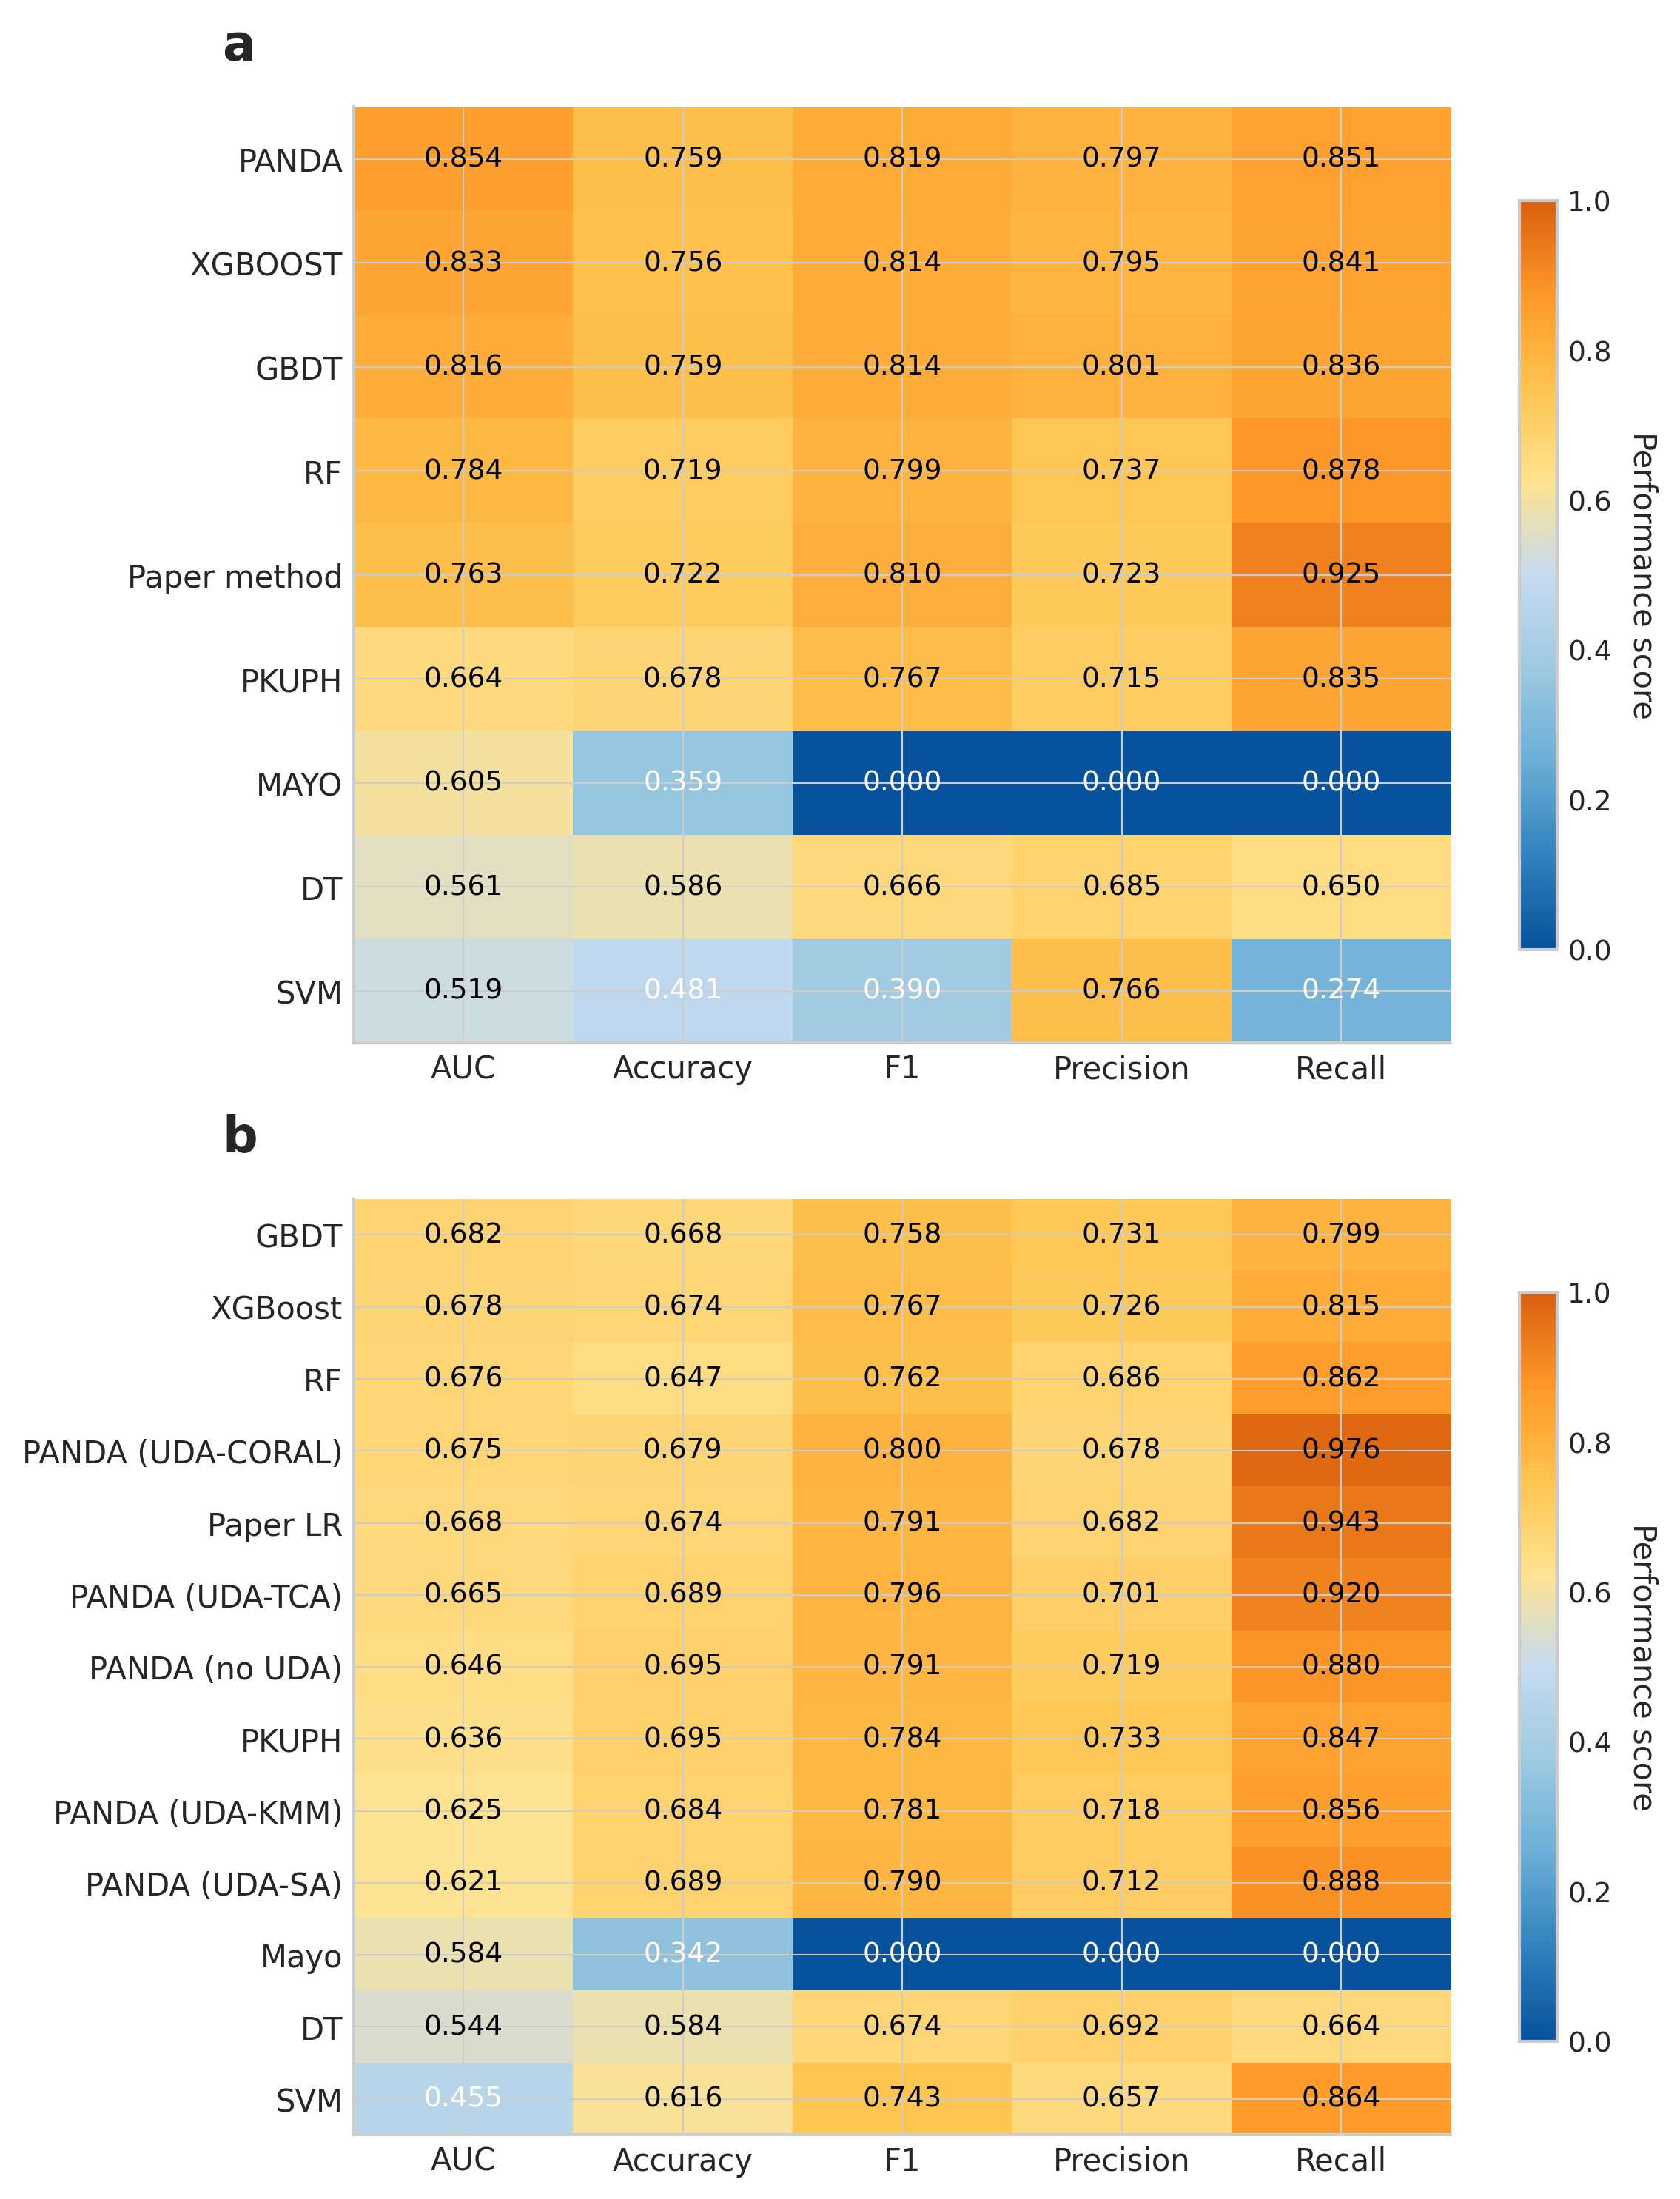 a
PANDA 0.854 0.759 0.819 0.797 0.851
XGBOOST 0.833 0.756 0.814 0.795 0.841
GBDT 0.816 0.759 0.814 0.801 0.836
RF 0.784 0.719 0.799 0.737 0.878
Paper method 0.763 0.722 0.810 0.723 0.925
PKUPH 0.664 0.678 0.767 0.715 0.835
MAYO 0.605 0.359 0.000 0.000 0.000
DT 0.561 0.586 0.666 0.685 0.650
SVM 0.519 0.481 0.390 0.766 0.274
AUC Accuracy F1 Precision Recall
1.0
0.8
0.6
0.4
0.2
0.0
Performance score
b
GBDT 0.682 0.668 0.758 0.731 0.799
XGBoost 0.678 0.674 0.767 0.726 0.815
RF 0.676 0.647 0.762 0.686 0.862
PANDA (UDA-CORAL) 0.675 0.679 0.800 0.678 0.976
Paper LR 0.668 0.674 0.791 0.682 0.943
PANDA (UDA-TCA) 0.665 0.689 0.796 0.701 0.920
PANDA (no UDA) 0.646 0.695 0.791 0.719 0.880
PKUPH 0.636 0.695 0.784 0.733 0.847
PANDA (UDA-KMM) 0.625 0.684 0.781 0.718 0.856
PANDA (UDA-SA) 0.621 0.689 0.790 0.712 0.888
Mayo 0.584 0.342 0.000 0.000 0.000
DT 0.544 0.584 0.674 0.692 0.664
SVM 0.455 0.616 0.743 0.657 0.864
AUC Accuracy F1 Precision Recall
1.0
0.8
0.6
0.4
0.2
0.0
Performance score